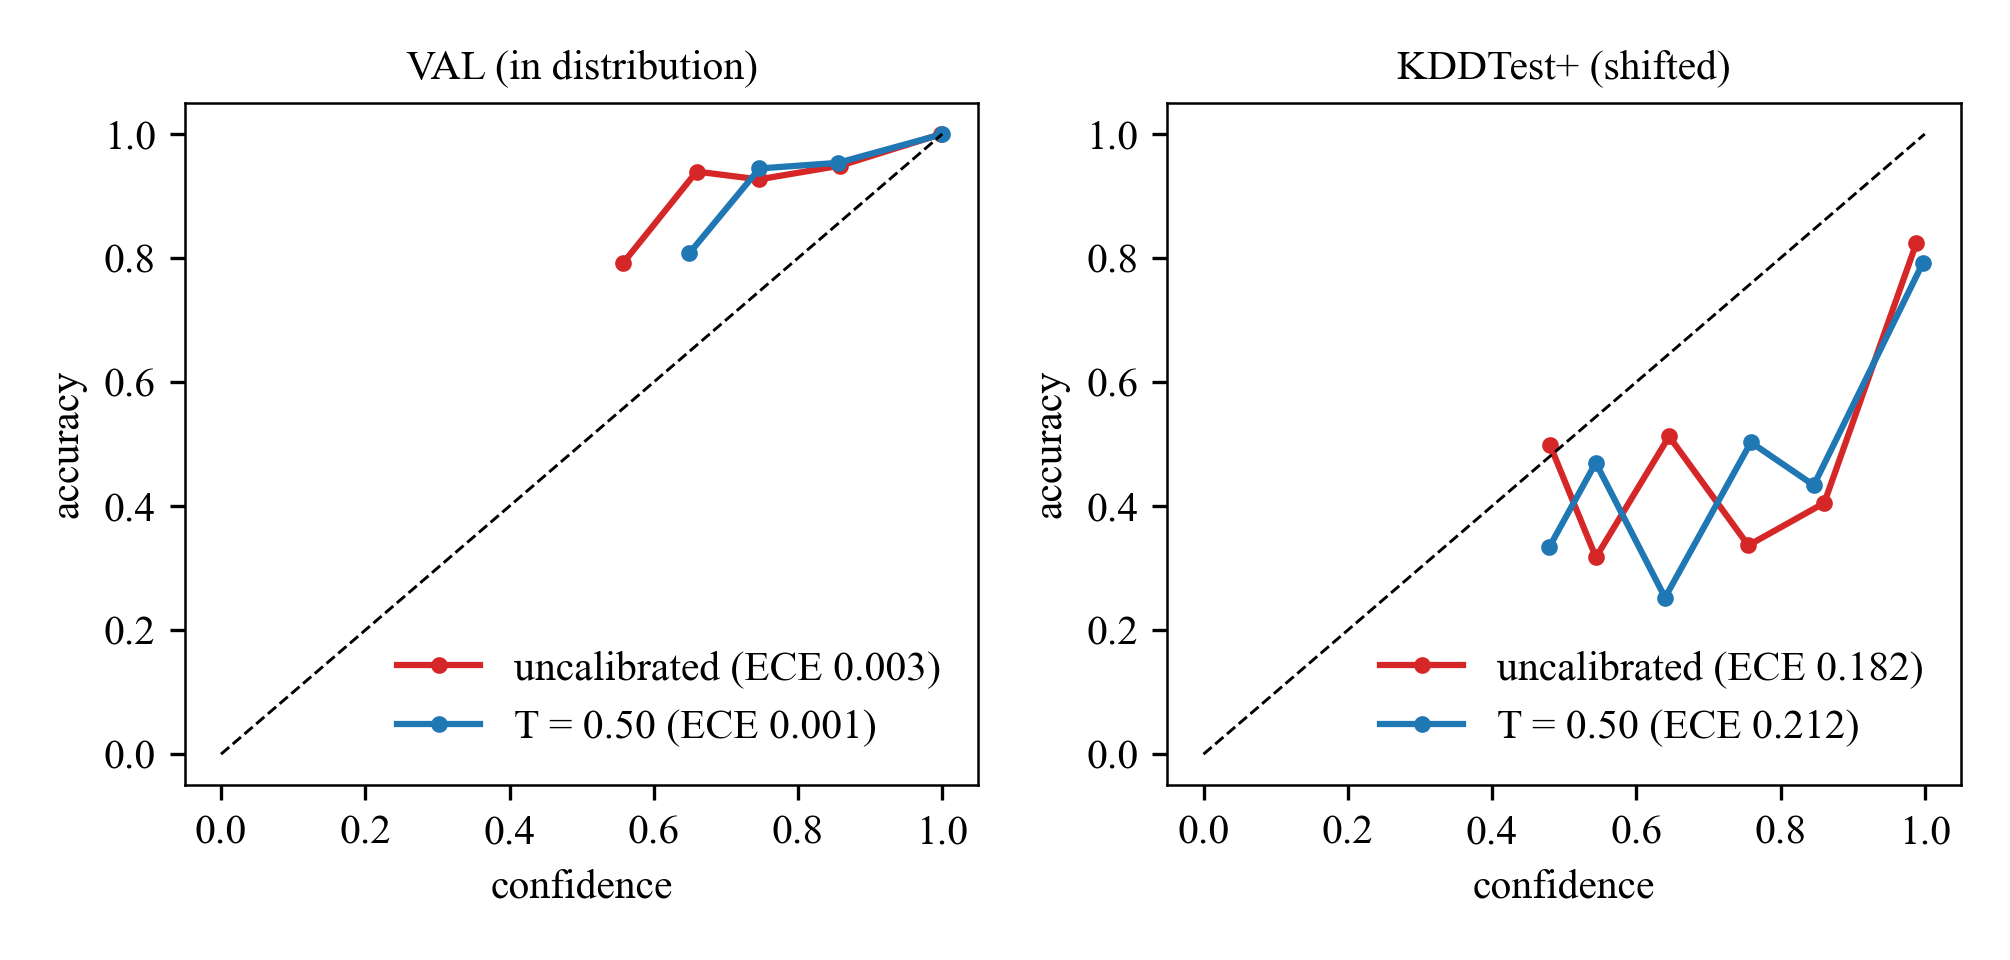 VAL (in distribution)
1.0
0.8
0.6
0.4
0.2
0.0
accuracy
uncalibrated (ECE 0.003)
T = 0.50 (ECE 0.001)
0.0 0.2 0.4 0.6 0.8 1.0
confidence
KDDTest+ (shifted)
1.0
0.8
0.6
0.4
0.2
0.0
accuracy
uncalibrated (ECE 0.182)
T = 0.50 (ECE 0.212)
0.0 0.2 0.4 0.6 0.8 1.0
confidence